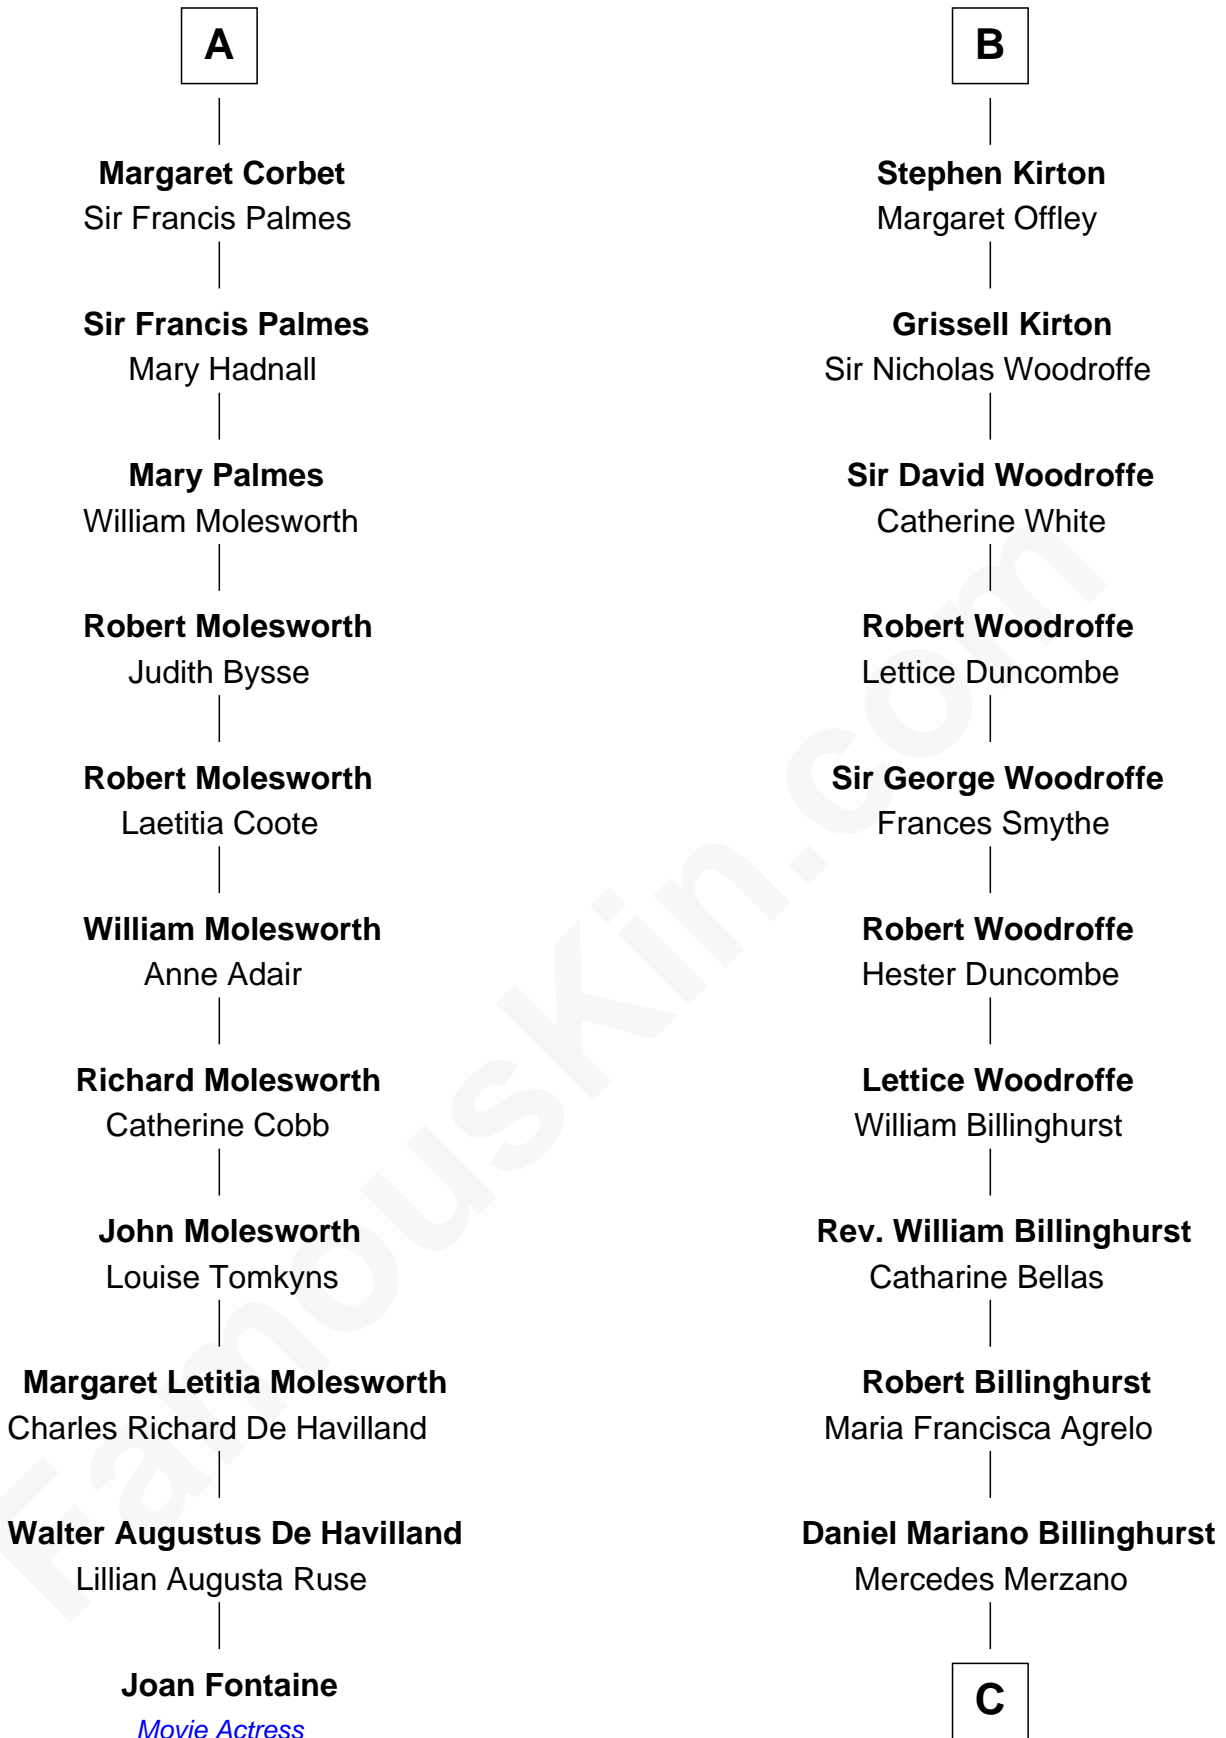 A
Margaret Corbet
Sir Francis Palmes
Sir Francis Palmes
Mary Hadnall
Mary Palmes
William Molesworth
Robert Molesworth
Judith Bysse
Robert Molesworth
Laetitia Coote
William Molesworth
Anne Adair
Richard Molesworth
Catherine Cobb
John Molesworth
Louise Tomkyns
Margaret Letitia Molesworth
Charles Richard De Havilland
Walter Augustus De Havilland
Lillian Augusta Ruse
Joan Fontaine
Movie Actress
B
Stephen Kirton
Margaret Offley
Grissell Kirton
Sir Nicholas Woodroffe
Sir David Woodroffe
Catherine White
Robert Woodroffe
Lettice Duncombe
Sir George Woodroffe
Frances Smythe
Robert Woodroffe
Hester Duncombe
Lettice Woodroffe
William Billinghurst
Rev. William Billinghurst
Catharine Bellas
Robert Billinghurst
Maria Francisca Agrelo
Daniel Mariano Billinghurst
Mercedes Merzano
C
FamousKin.com